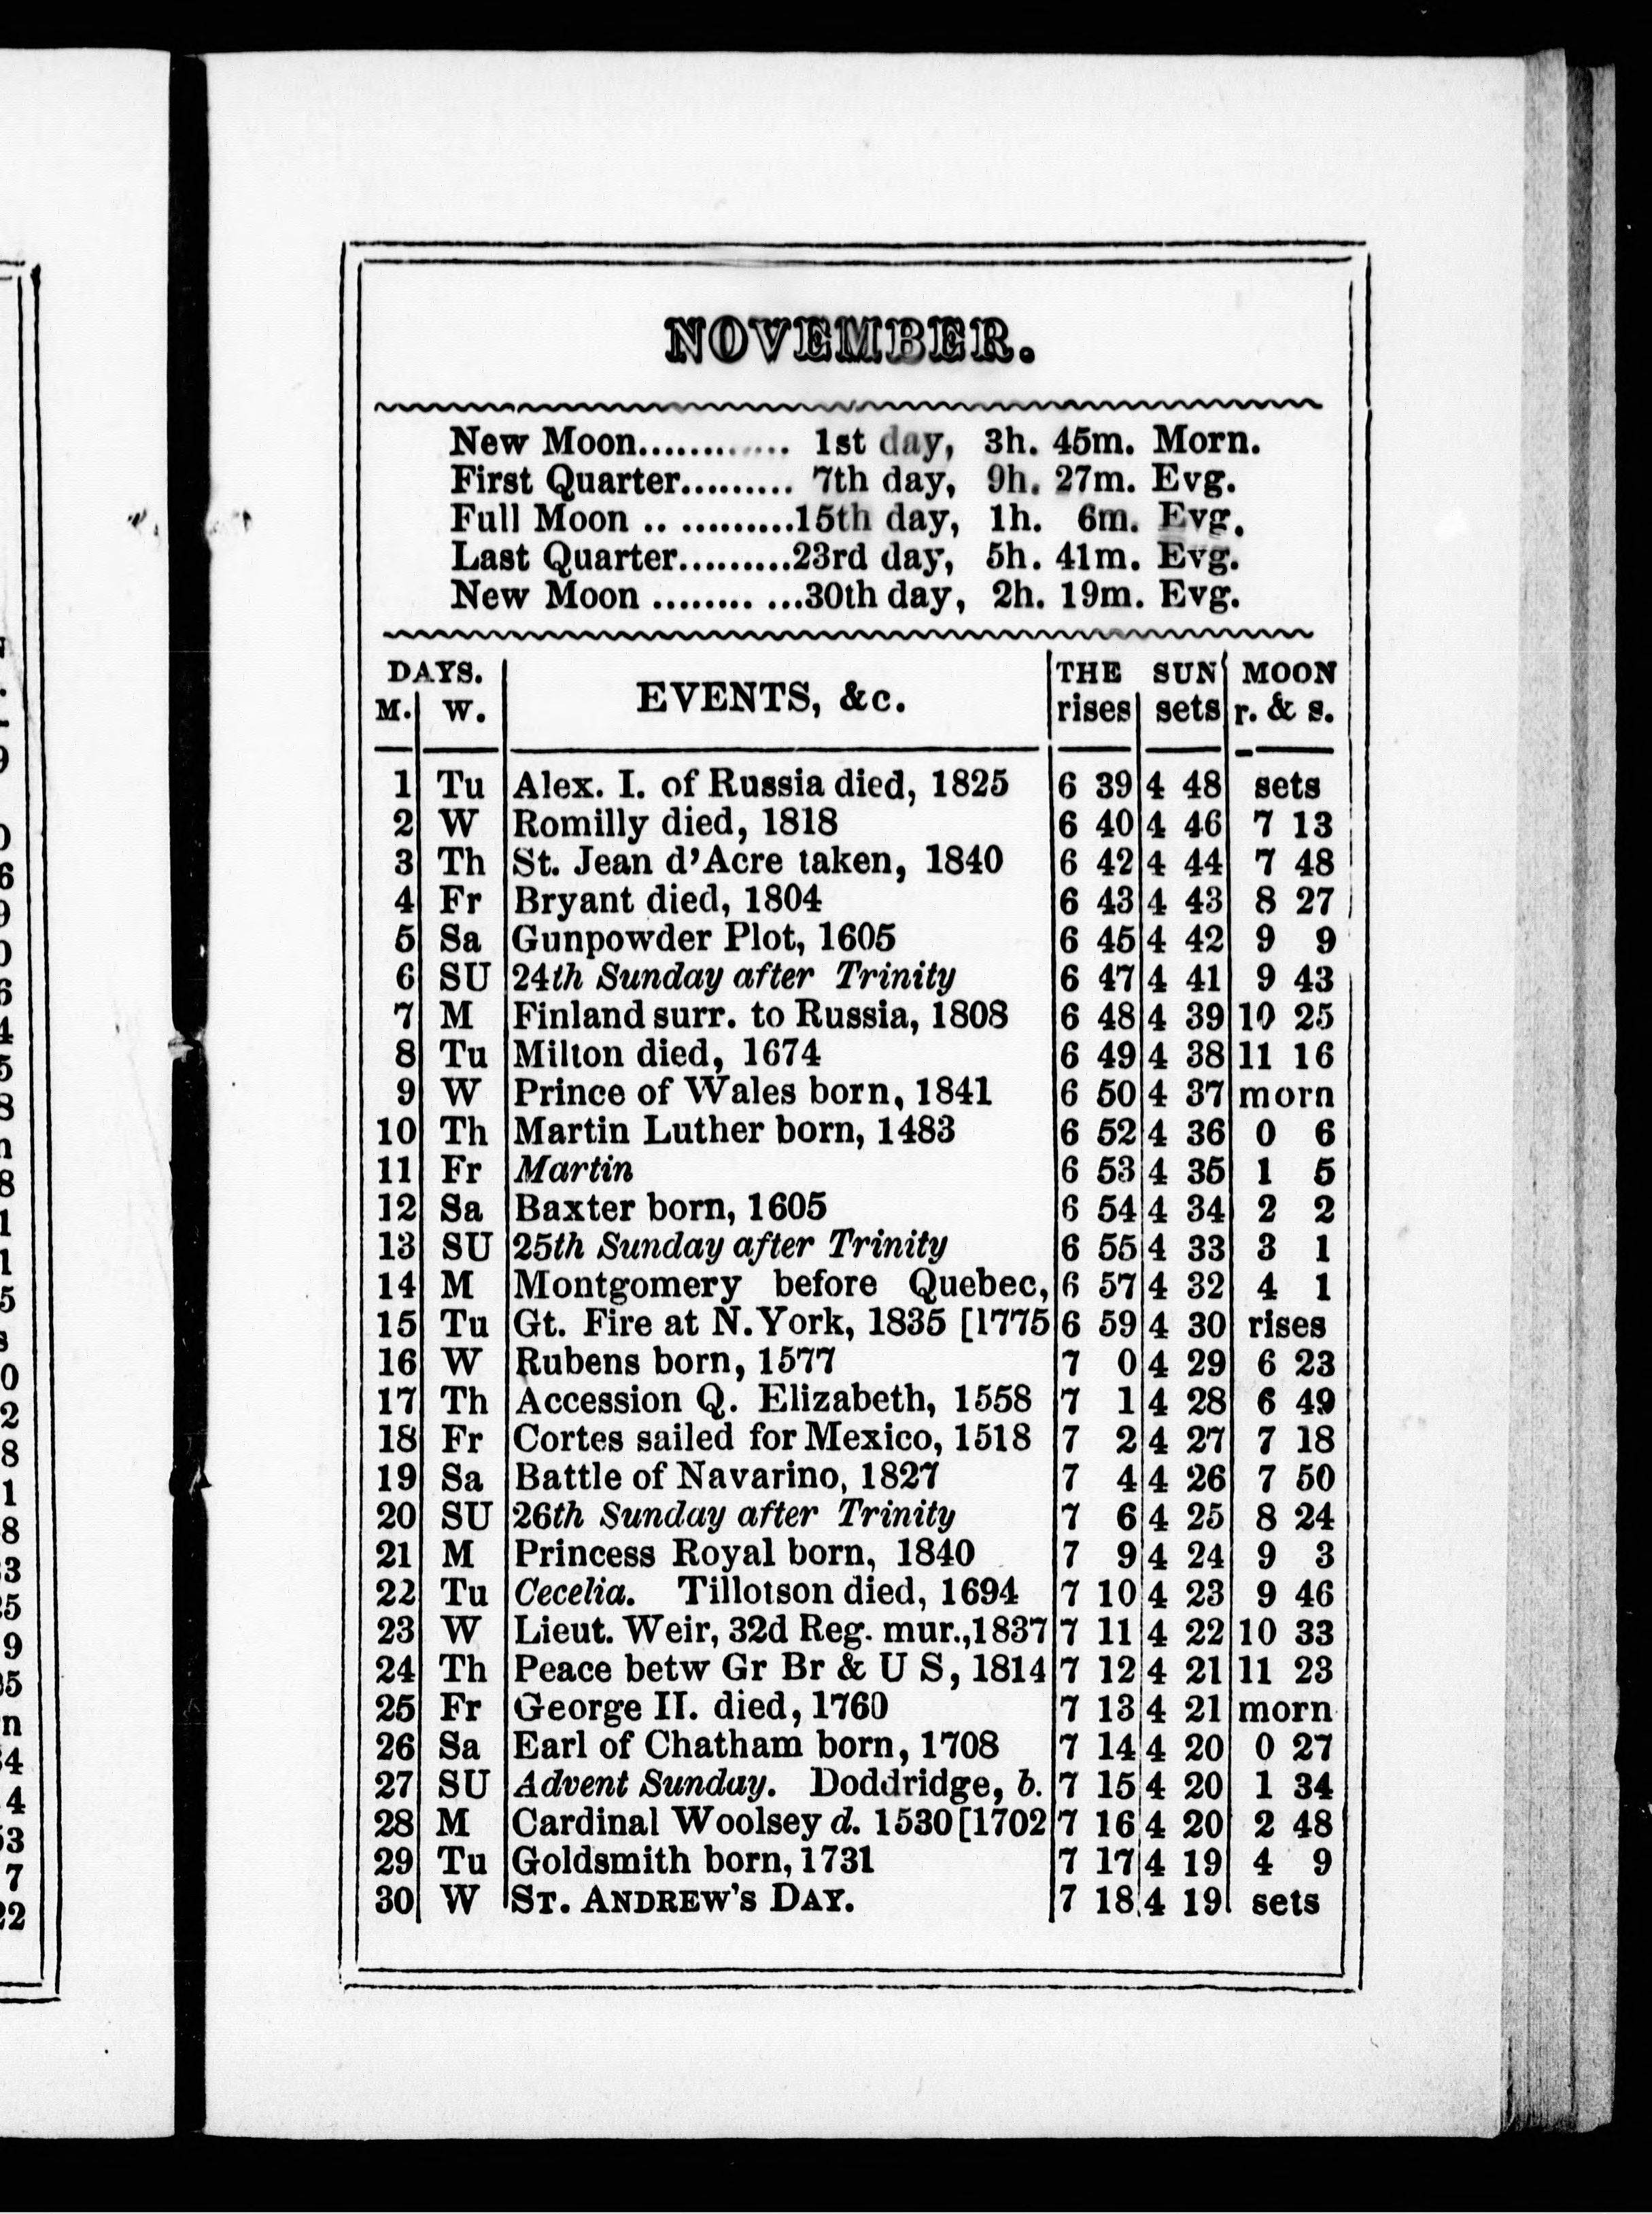 NOVEMBER.
New Moon............ 1st day, 3h. 45m. Morn.
First Quarter......... 7th day, 9h. 27m. Evg.
Full Moon .. ..........15th day, 1h. 6m. Evg.
Last Quarter.........23rd day, 5h. 41m. Evg.
New Moon ........ ...30th day, 2h. 19m. Evg.
DAYS. EVENTS, &c. THE SUN MOON
M. W. rises sets r. & s.
1 Tu Alex. I. of Russia died, 1825 6 39 4 48 sets
2 W Romilly died, 1818 6 40 4 46 7 13
3 Th St. Jean d'Acre taken, 1840 6 42 4 44 7 48
4 Fr Bryant died, 1804 6 43 4 43 8 27
5 Sa Gunpowder Plot, 1605 6 45 4 42 9 9
6 SU 24th Sunday after Trinity 6 47 4 41 9 43
7 M Finland surr. to Russia, 1808 6 48 4 39 10 25
8 Tu Milton died, 1674 6 49 4 38 11 16
9 W Prince of Wales born, 1841 6 50 4 37 morn
10 Th Martin Luther born, 1483 6 52 4 36 0 6
11 Fr Martin 6 53 4 35 1 5
12 Sa Baxter born, 1605 6 54 4 34 2 2
13 SU 25th Sunday after Trinity 6 55 4 33 3 1
14 M Montgomery before Quebec, 6 57 4 32 4 1
15 Tu Gt. Fire at N. York, 1835 [1775 6 59 4 30 rises
16 W Rubens born, 1577 7 0 4 29 6 23
17 Th Accession Q. Elizabeth, 1558 7 1 4 28 6 49
18 Fr Cortes sailed for Mexico, 1518 7 2 4 27 7 18
19 Sa Battle of Navarino, 1827 7 4 4 26 7 50
20 SU 26th Sunday after Trinity 7 6 4 25 8 24
21 M Princess Royal born, 1840 7 9 4 24 9 3
22 Tu Cecelia. Tillotson died, 1694 7 10 4 23 9 46
23 W Lieut. Weir, 32d Reg. mur.,1837 7 11 4 22 10 33
24 Th Peace betw Gr Br & U S, 1814 7 12 4 21 11 23
25 Fr George II. died, 1760 7 13 4 21 morn
26 Sa Earl of Chatham born, 1708 7 14 4 20 0 27
27 SU Advent Sunday. Doddridge, b. 7 15 4 20 1 34
28 M Cardinal Woolsey d. 1530 [1702 7 16 4 20 2 48
29 Tu Goldsmith born, 1731 7 17 4 19 4 9
30 W ST. ANDREW'S DAY. 7 18 4 19 sets